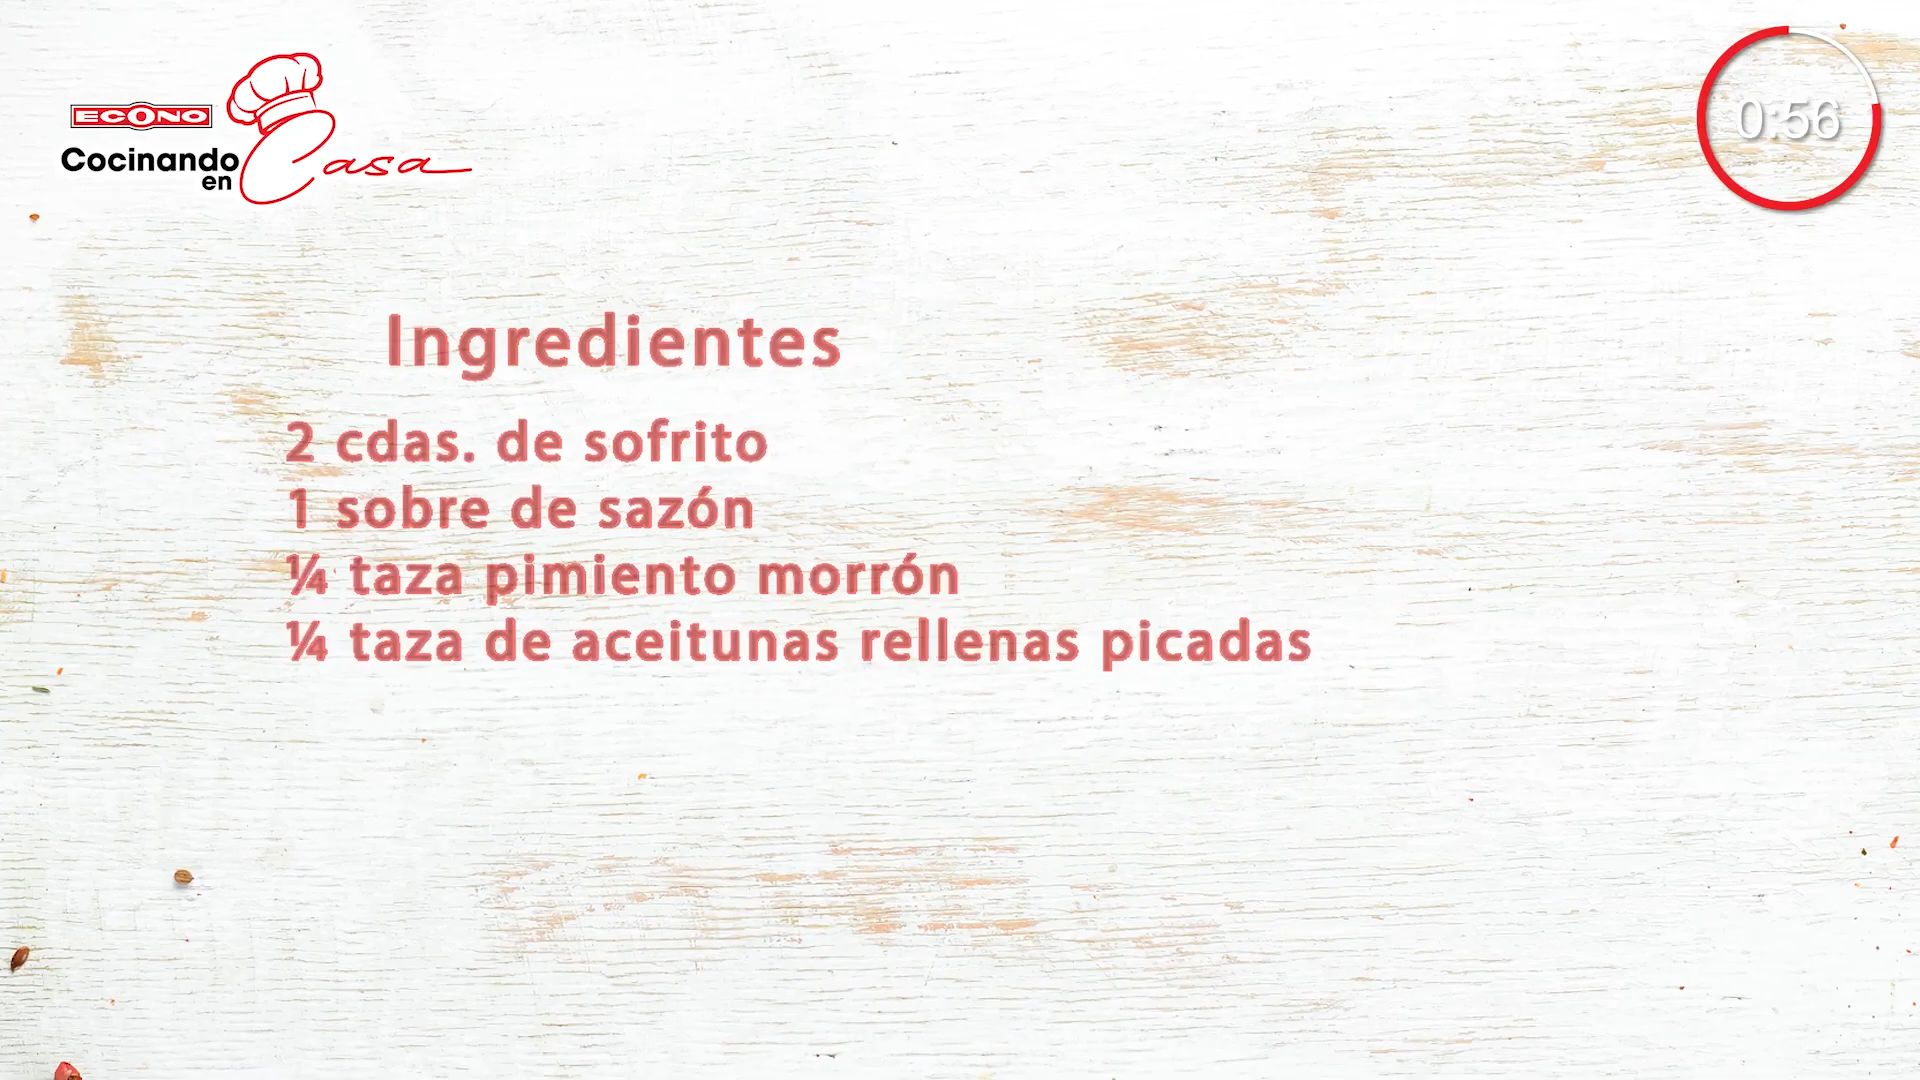 ECONO
Cocinando
en
Casa
0:56
Ingredientes
2 cdas. de sofrito
1 sobre de sazón
¼ taza pimiento morrón
¼ taza de aceitunas rellenas picadas